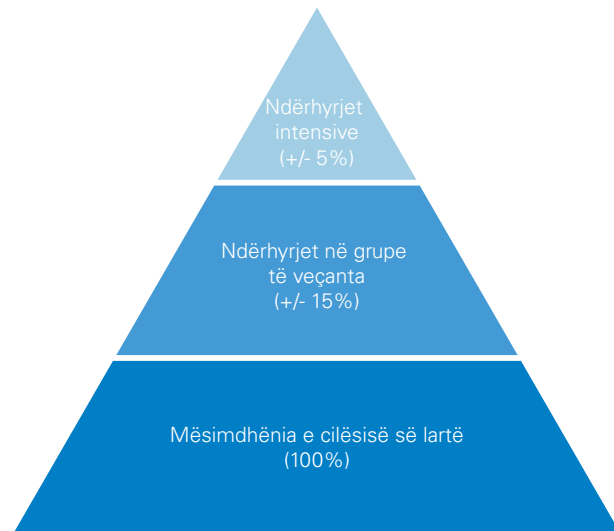 Ndërhyrjet
intensive
(+/- 5%)
Ndërhyrjet në grupe
të veçanta
(+/- 15%)
Mësimdhënia e cilësisë së lartë
(100%)